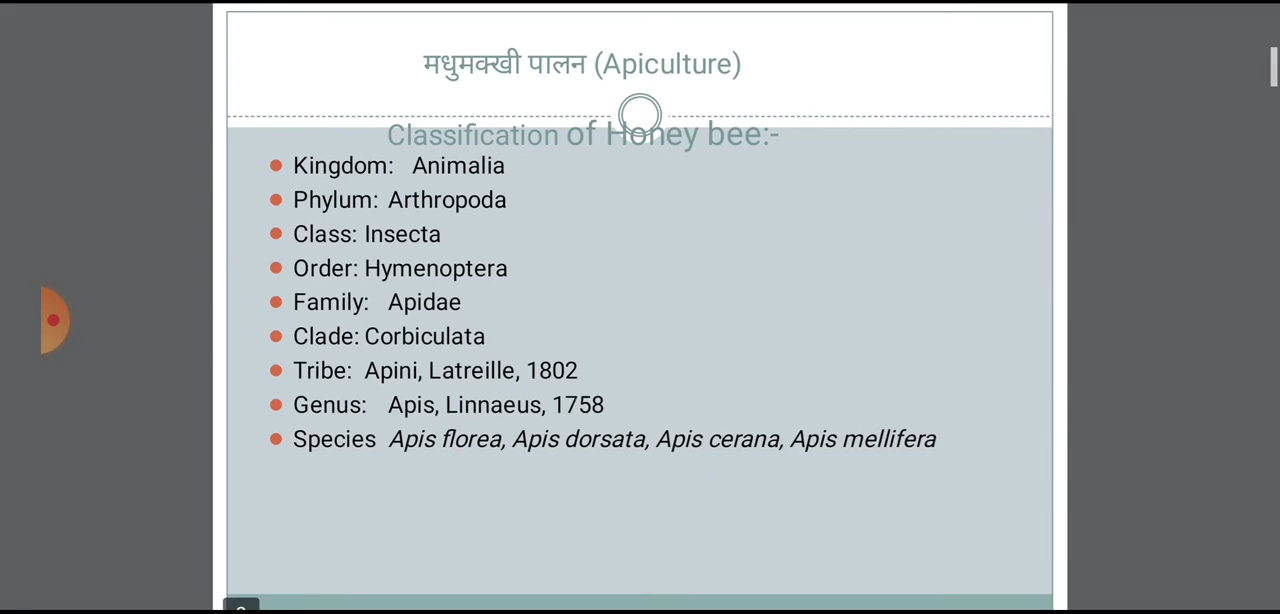 मधुमक्खी पालन (Apiculture)
Classification of Honey bee:-
Kingdom: Animalia
Phylum: Arthropoda
Class: Insecta
Order: Hymenoptera
Family: Apidae
Clade: Corbiculata
Tribe: Apini, Latreille, 1802
Genus: Apis, Linnaeus, 1758
Species Apis florea, Apis dorsata, Apis cerana, Apis mellifera